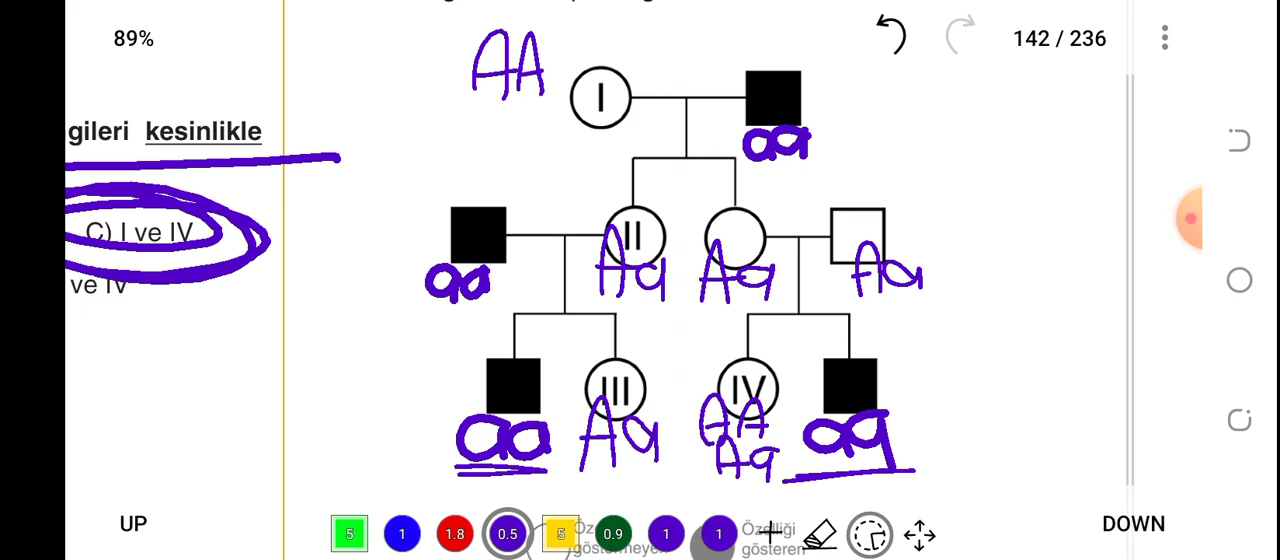 89%
142 / 236
AA
I
gileri kesinlikle
aa
C) I ve IV
II
aa
Aa
Aa
Aa
ve IV
III
IV
aa
Aa
AA
Aa
aa
UP
5
1
1.8
0.5
5
0.9
1
1
DOWN
Özelliği
göstermeyen
Özelliği
gösteren